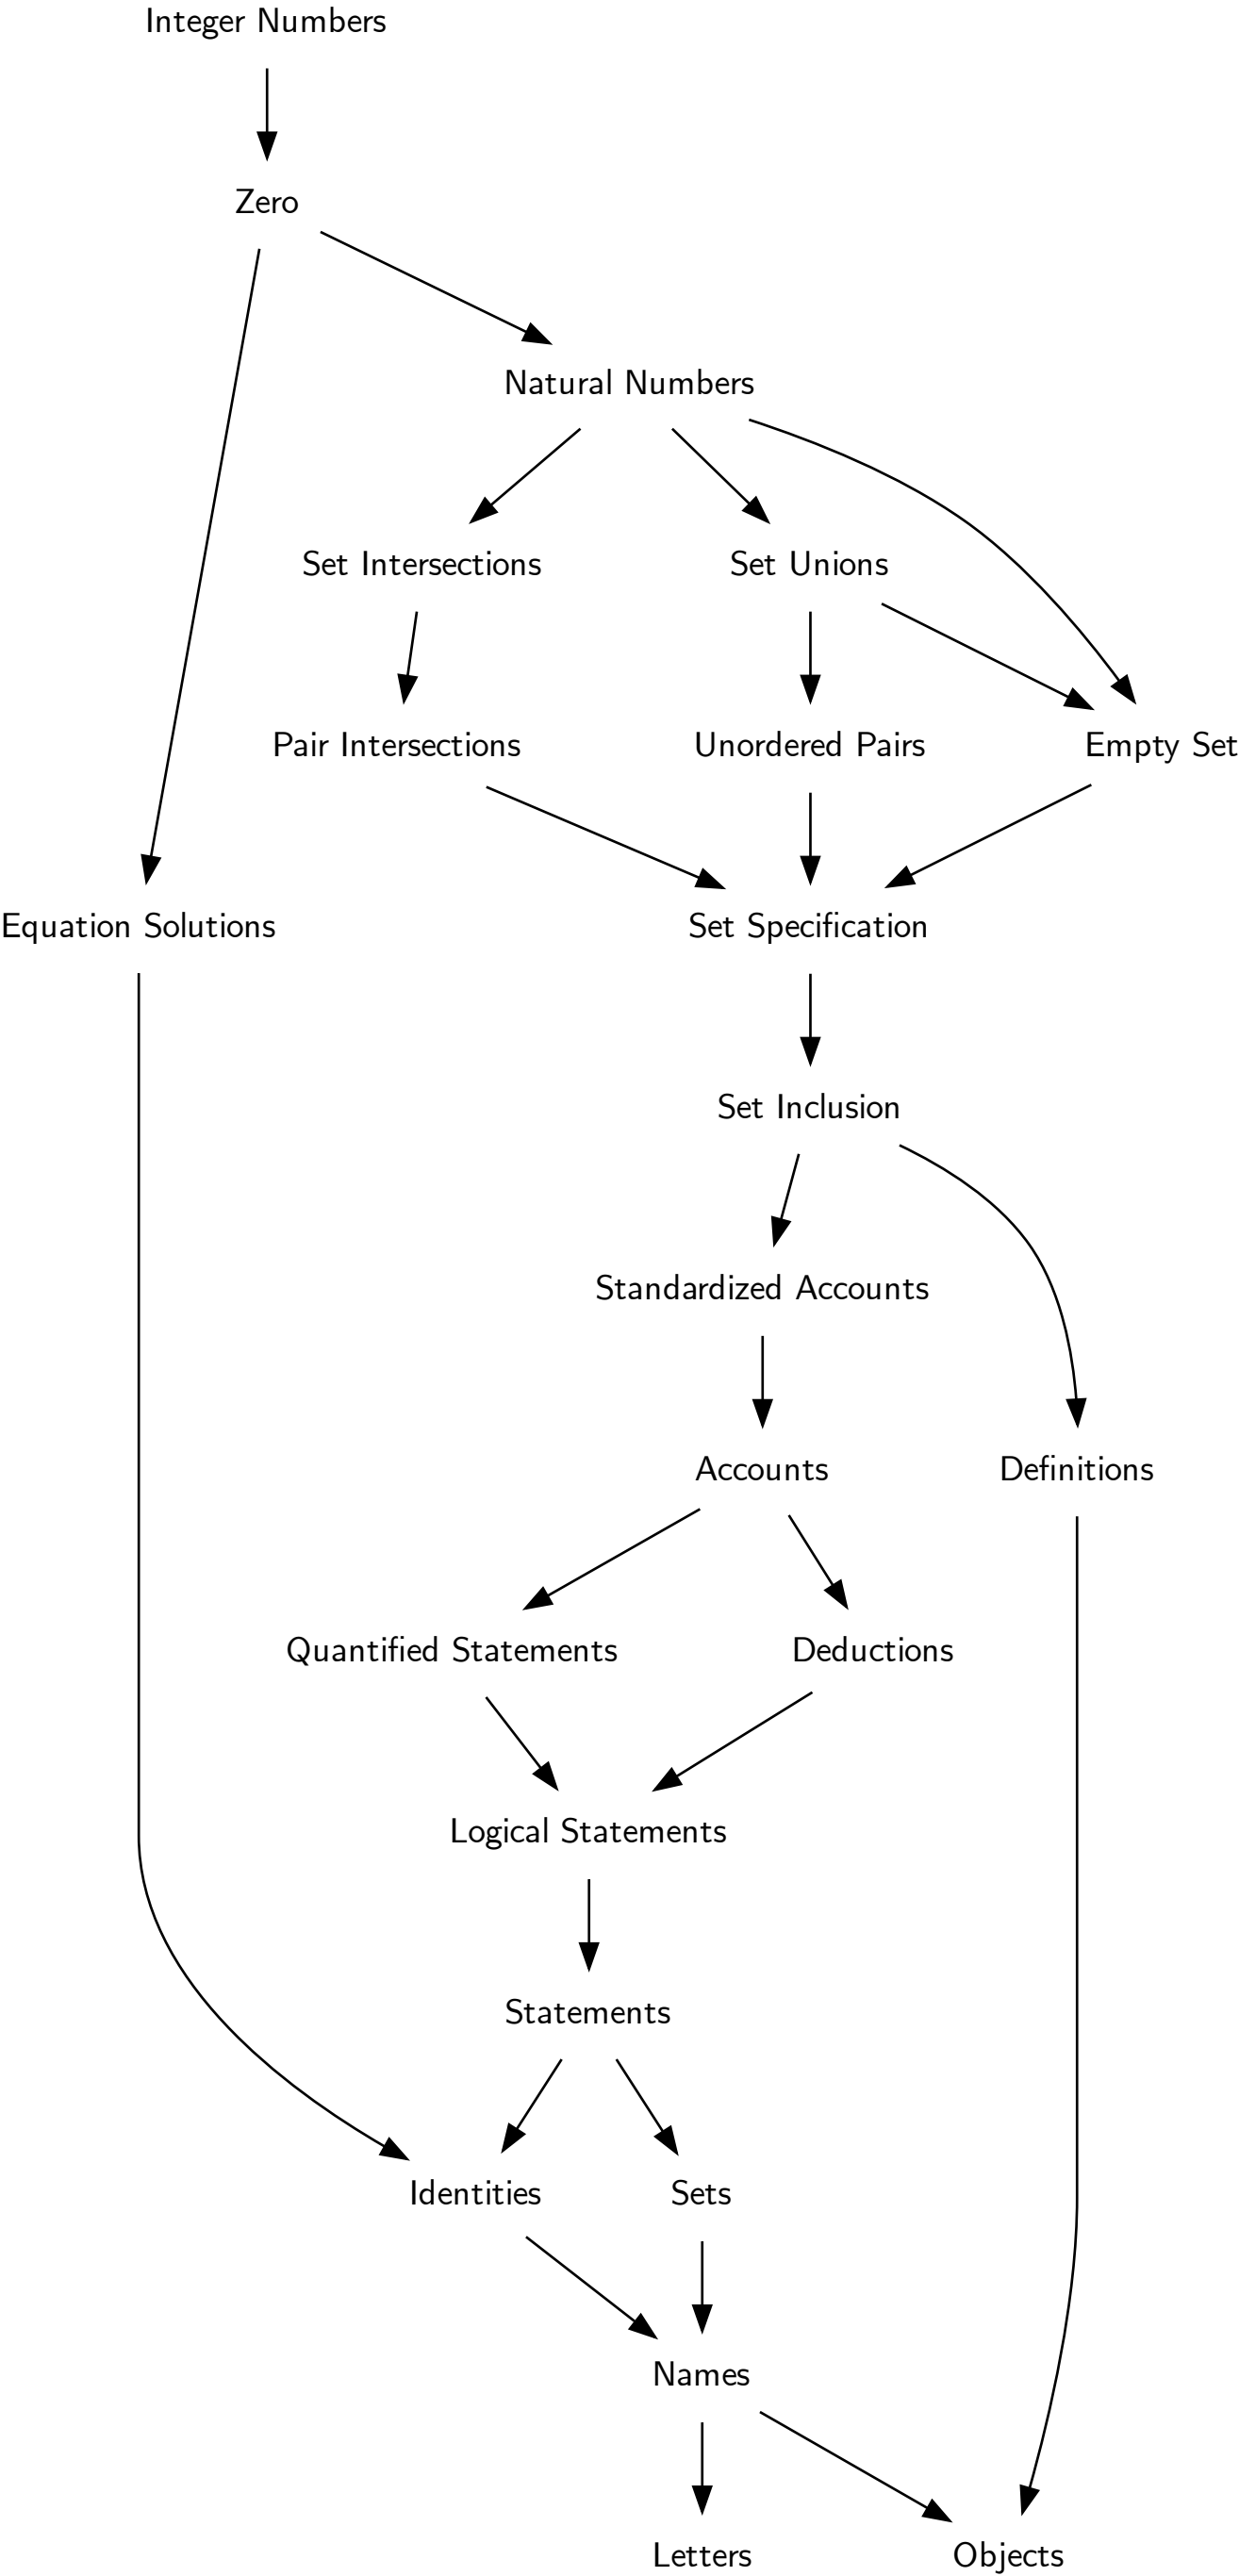 Integer Numbers
Zero
Natural Numbers
Set Intersections
Set Unions
Pair Intersections
Unordered Pairs
Empty Set
Equation Solutions
Set Specification
Set Inclusion
Standardized Accounts
Accounts
Definitions
Quantified Statements
Deductions
Logical Statements
Statements
Identities
Sets
Names
Letters
Objects